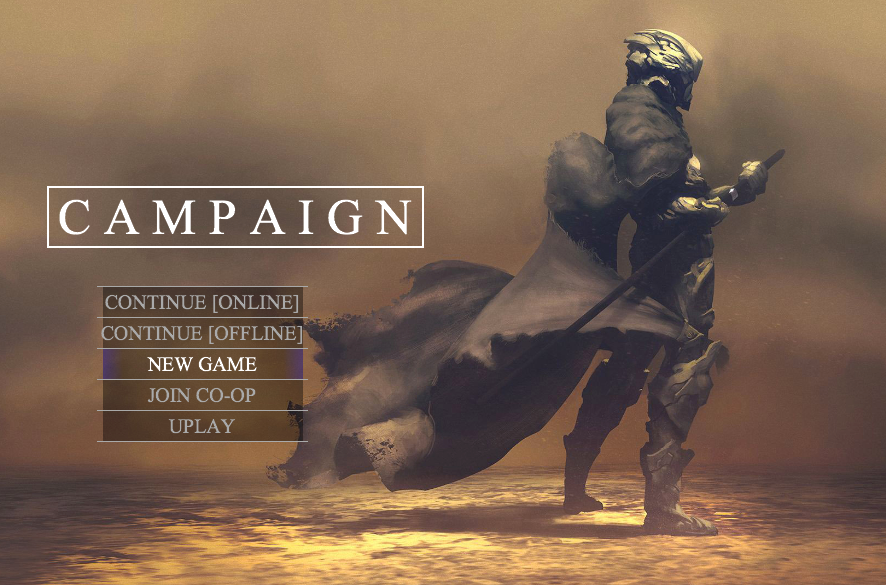 CAMPAIGN
CONTINUE [ONLINE]
CONTINUE [OFFLINE]
NEW GAME
JOIN CO-OP
UPLAY